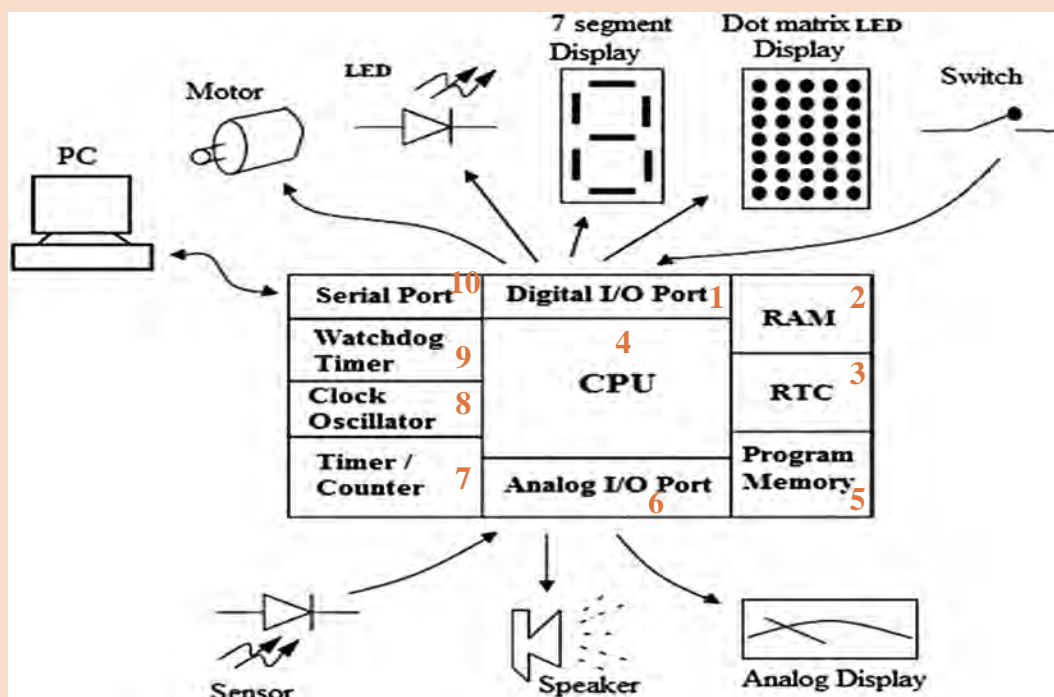 7 segment
Display
Dot matrix LED
Display
LED
Switch
Motor
PC
Serial Port 10
Digital I/O Port 1
RAM 2
Watchdog
Timer 9
4
CPU
RTC 3
Clock
Oscillator 8
Timer /
Counter 7
Analog I/O Port
6
Program
Memory 5
Sensor
Speaker
Analog Display